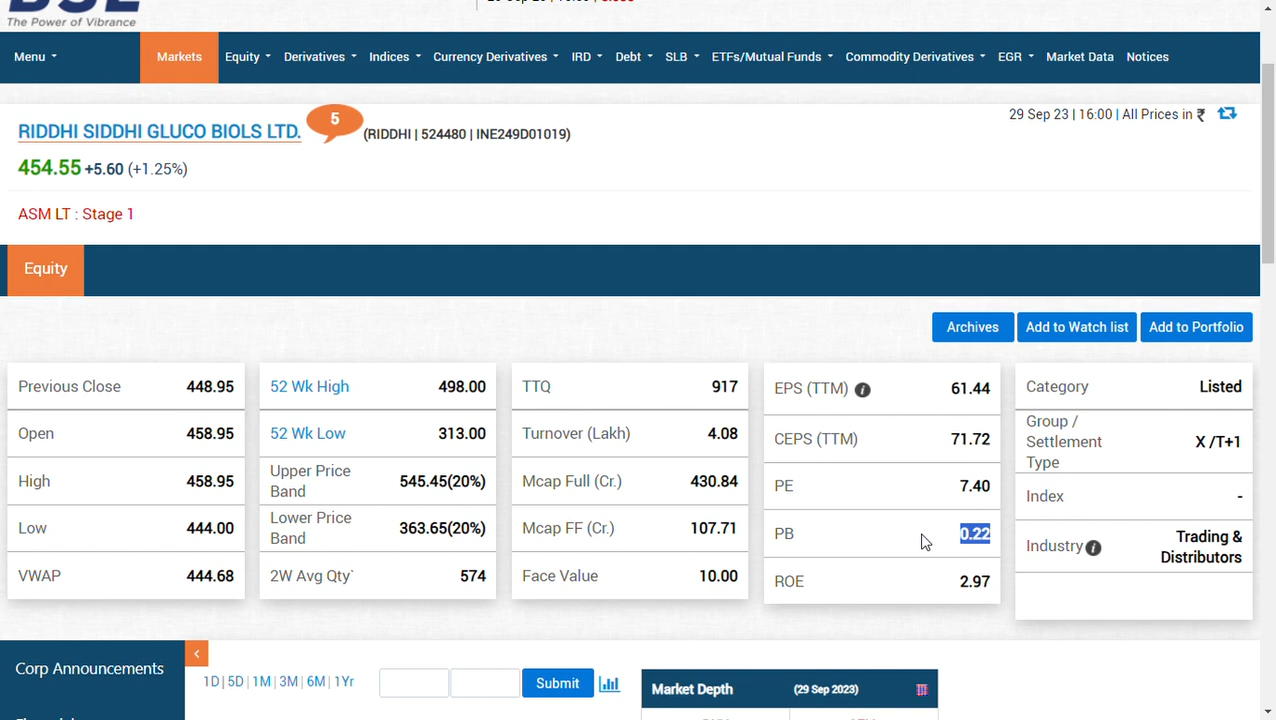 The Power of Vibrance
Menu
Markets
Equity
Derivatives
Indices
Currency Derivatives
IRD
Debt
SLB
ETFs/Mutual Funds
Commodity Derivatives
EGR
Market Data
Notices
RIDDHI SIDDHI GLUCO BIOLS LTD.
5
(RIDDHI | 524480 | INE249D01019)
29 Sep 23 | 16:00 | All Prices in ₹
454.55 +5.60 (+1.25%)
ASM LT : Stage 1
Equity
Archives
Add to Watch list
Add to Portfolio
Previous Close 448.95
Open 458.95
High 458.95
Low 444.00
VWAP 444.68
52 Wk High 498.00
52 Wk Low 313.00
Upper Price
Band 545.45(20%)
Lower Price
Band 363.65(20%)
2W Avg Qty` 574
TTQ 917
Turnover (Lakh) 4.08
Mcap Full (Cr.) 430.84
Mcap FF (Cr.) 107.71
Face Value 10.00
EPS (TTM) 61.44
CEPS (TTM) 71.72
PE 7.40
PB 0.22
ROE 2.97
Category Listed
Group /
Settlement X /T+1
Type
Index -
Industry Trading &
Distributors
Corp Announcements
<
1D | 5D | 1M | 3M | 6M | 1Yr
Submit
Market Depth (29 Sep 2023)